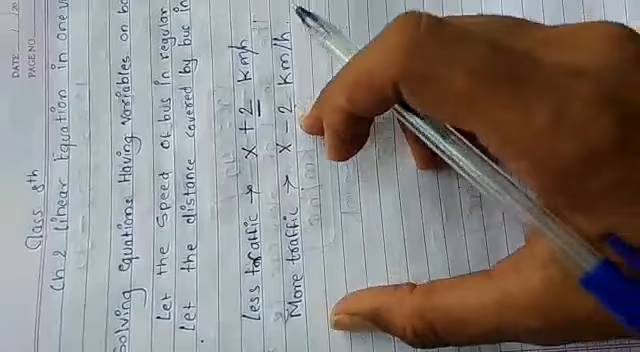 DATE
PAGE NO.
Class 8th
Ch 2 Linear Equation in one
Solving Equations Having variables on bo
Let the Speed of bus in regular
Let the distance covered by bus in
Less traffic → x + 2 Km/h
More traffic → x - 2 Km/h.